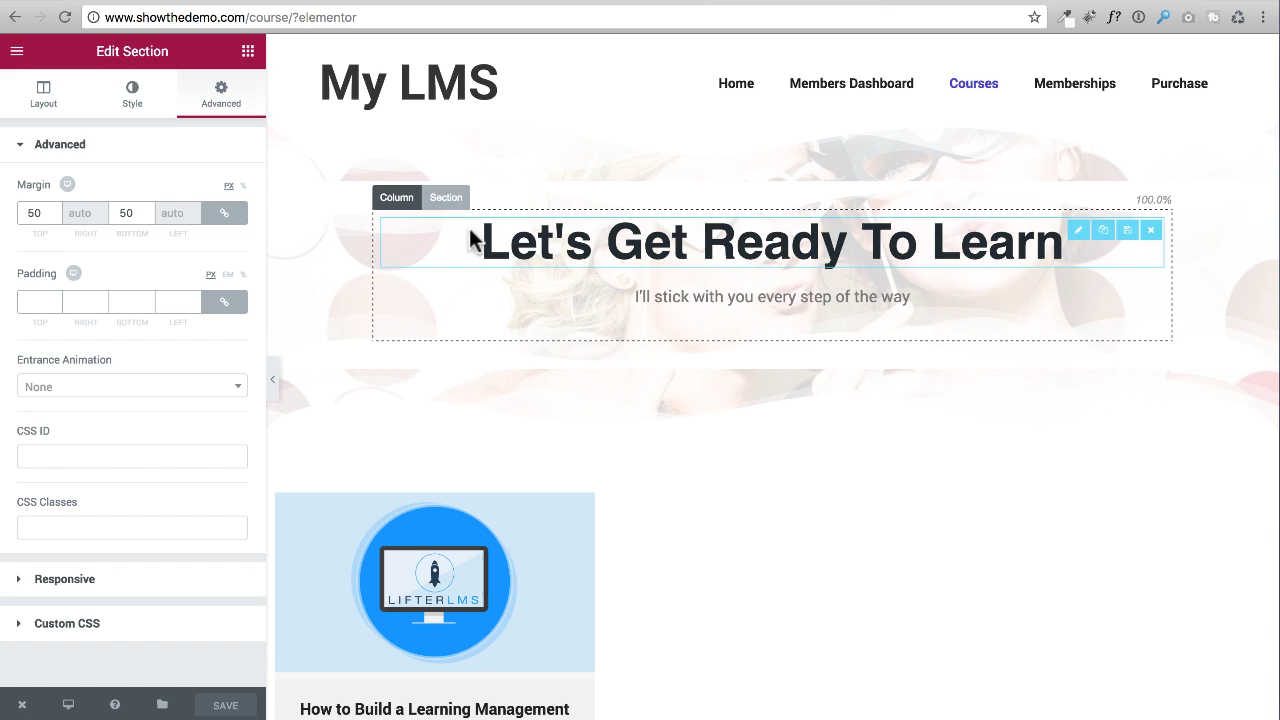 www.showthedemo.com/course/?elementor
Edit Section
Layout
Style
Advanced
Advanced
Margin
PX %
50 auto 50 auto
TOP RIGHT BOTTOM LEFT
Padding
PX EM %
TOP RIGHT BOTTOM LEFT
Entrance Animation
None
CSS ID
CSS Classes
Responsive
Custom CSS
SAVE
My LMS
Home Members Dashboard Courses Memberships Purchase
Column Section
100.0%
Let's Get Ready To Learn
I'll stick with you every step of the way
LIFTERLMS
How to Build a Learning Management